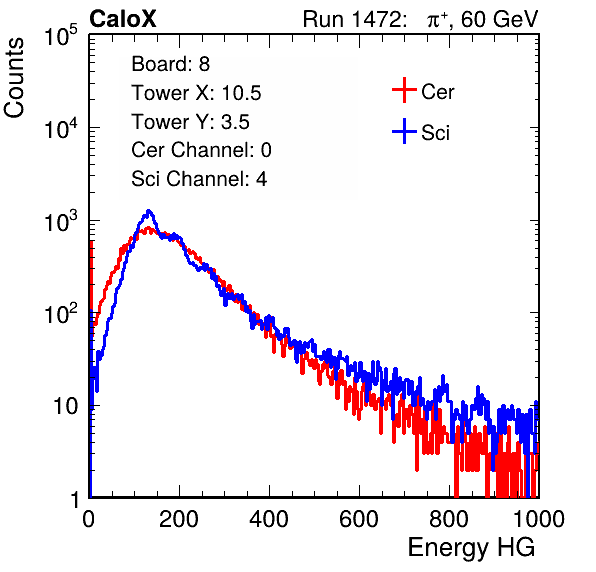 CaloX Run 1472: π⁺, 60 GeV
Counts
10⁵
10⁴
10³
10²
10
1
Board: 8
Tower X: 10.5
Tower Y: 3.5
Cer Channel: 0
Sci Channel: 4
Cer
Sci
0 200 400 600 800 1000
Energy HG